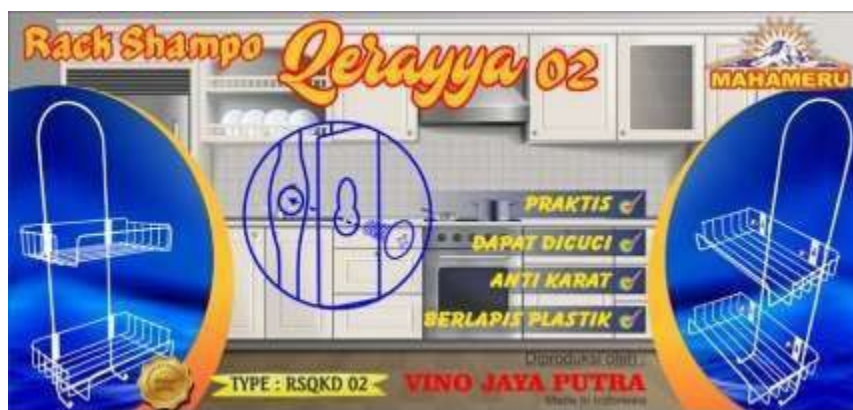 Rack Shampo Qerayya 02
MAHAMERU
PRAKTIS
DAPAT DICUCI
ANTI KARAT
BERLAPIS PLASTIK
Diproduksi oleh :
TYPE : RSQKD 02
VINO JAYA PUTRA
Made in Indonesia